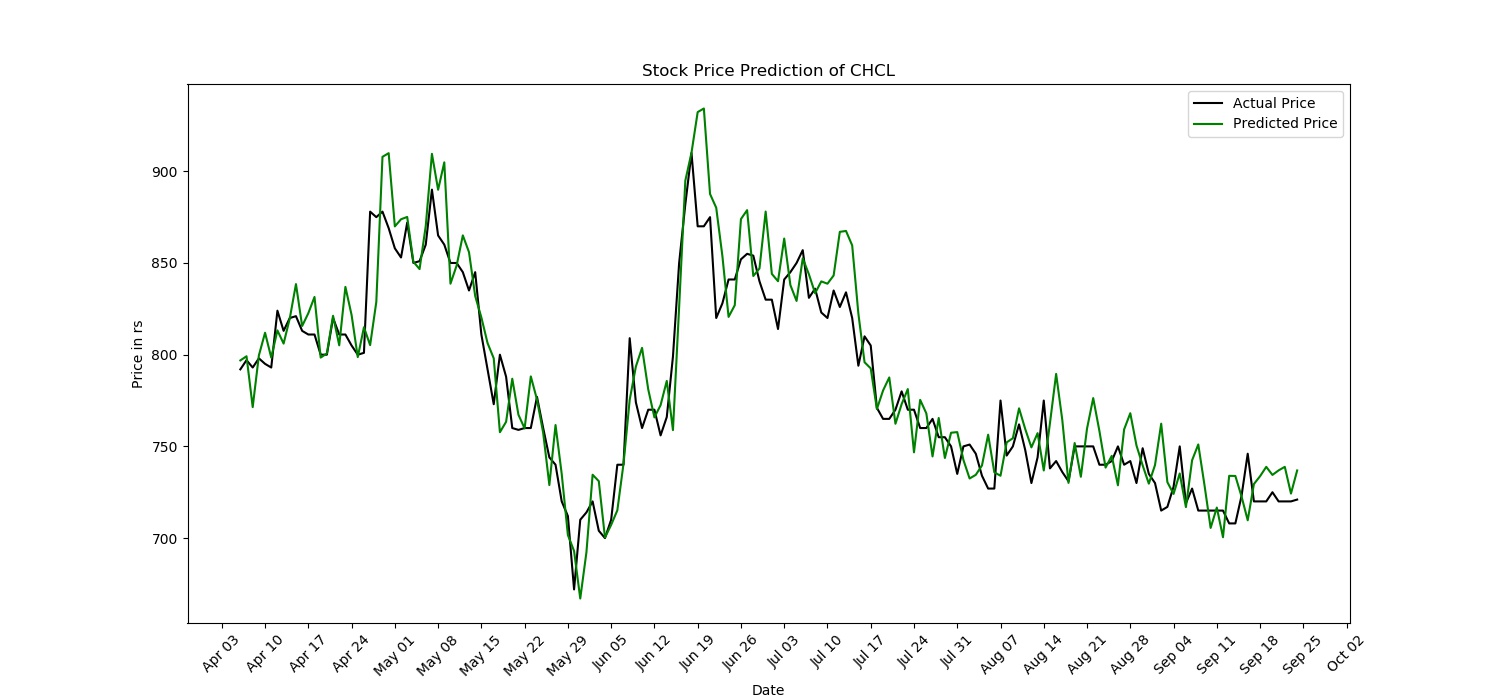 Stock Price Prediction of CHCL
Actual Price
Predicted Price
Price in rs
900
850
800
750
700
Apr 03
Apr 10
Apr 17
Apr 24
May 01
May 08
May 15
May 22
May 29
Jun 05
Jun 12
Jun 19
Jun 26
Jul 03
Jul 10
Jul 17
Jul 24
Jul 31
Aug 07
Aug 14
Aug 21
Aug 28
Sep 04
Sep 11
Sep 18
Sep 25
Oct 02
Date